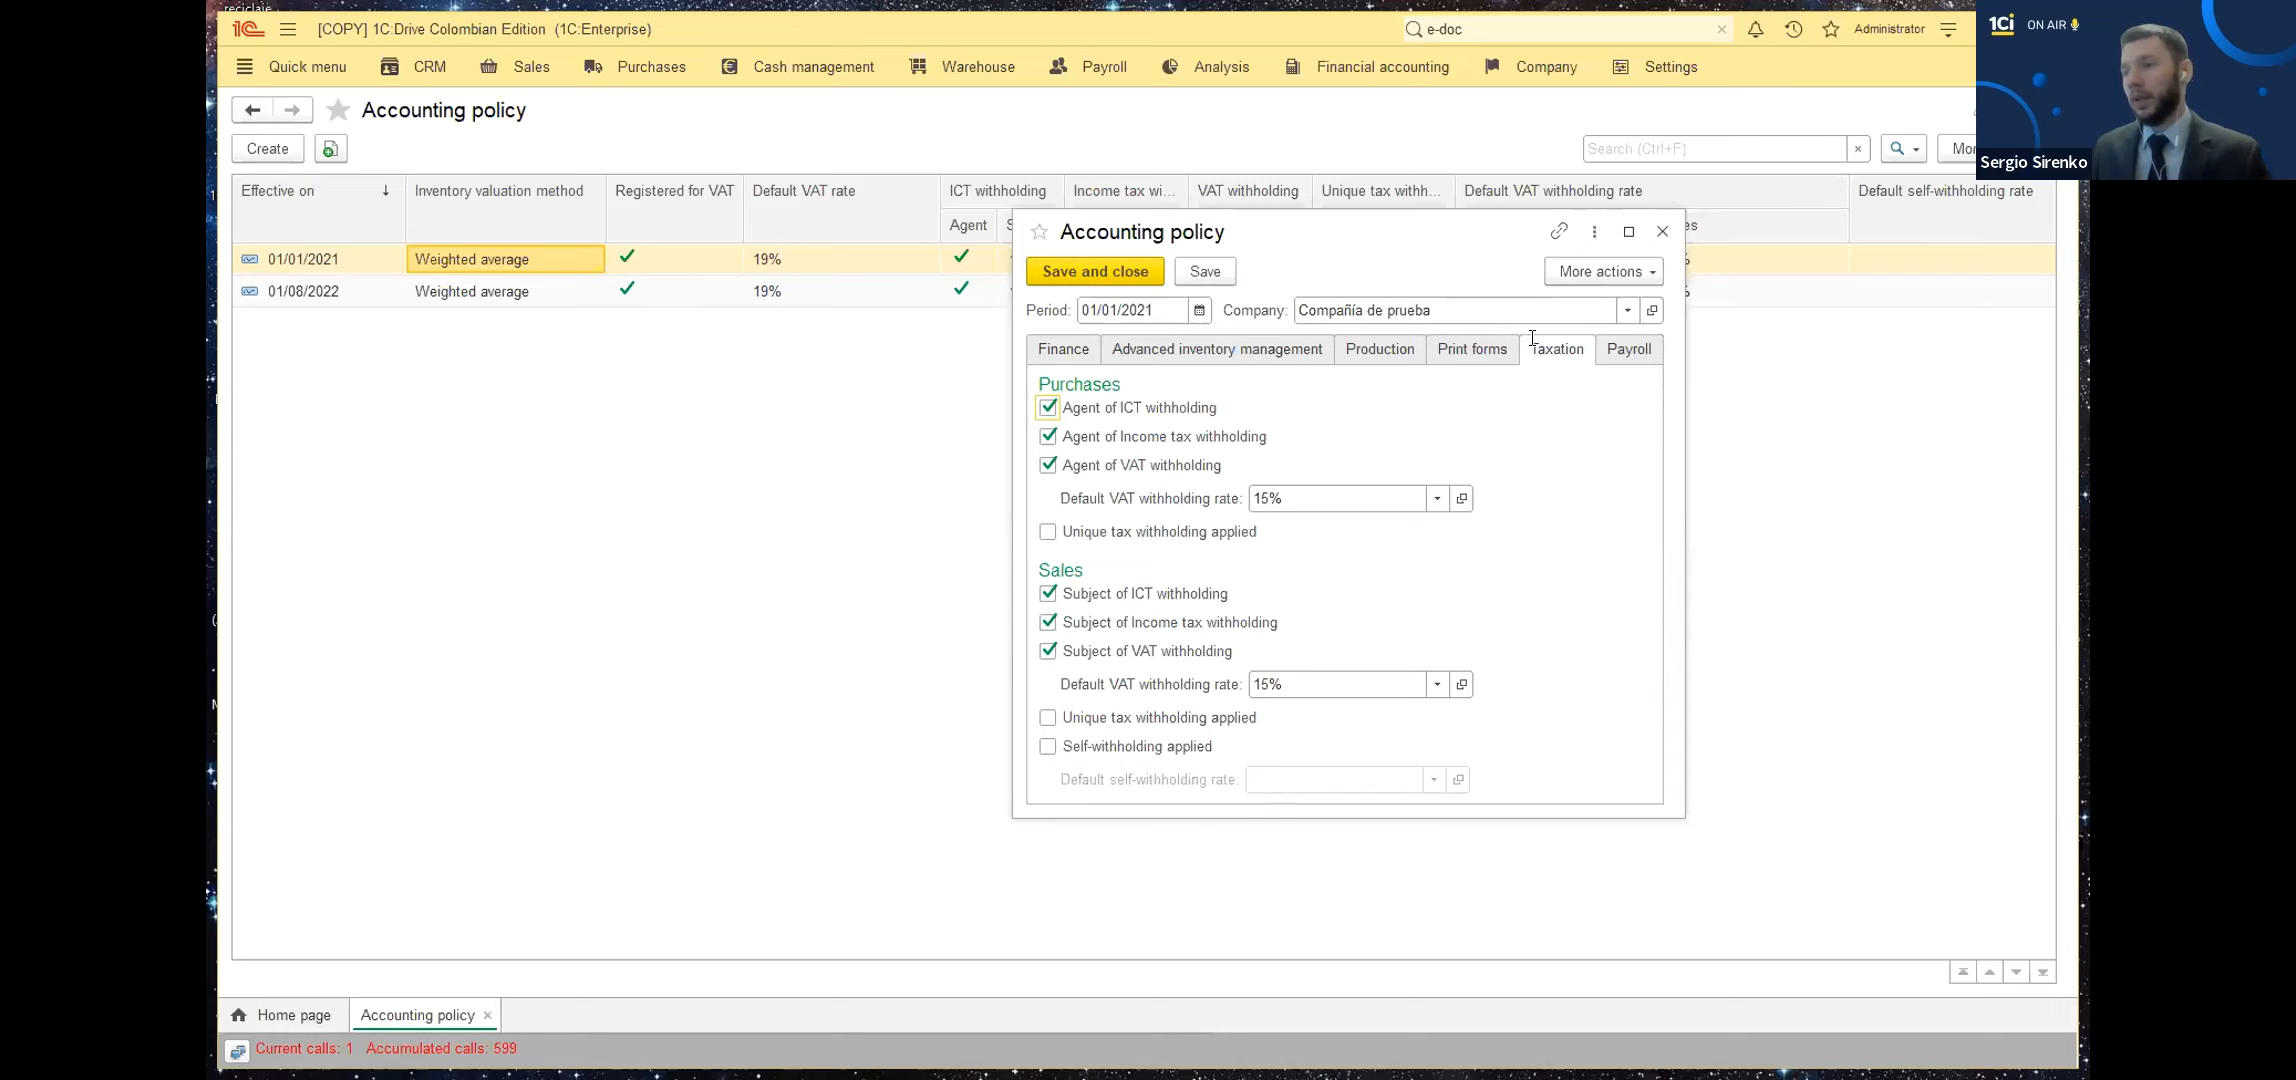 reciclaje
1C [COPY] 1C:Drive Colombian Edition (1C:Enterprise) e-doc Administrator
1Ci ON AIR
Sergio Sirenko
Quick menu CRM Sales Purchases Cash management Warehouse Payroll Analysis Financial accounting Company Settings
Accounting policy
Create Search (Ctrl+F) Mor
Effective on Inventory valuation method Registered for VAT Default VAT rate ICT withholding Income tax wi... VAT withholding Unique tax withh... Default VAT withholding rate Default self-withholding rate
Agent S es
01/01/2021 Weighted average 19%
01/08/2022 Weighted average 19%
Accounting policy
Save and close Save More actions
Period: 01/01/2021 Company: Compañía de prueba
Finance Advanced inventory management Production Print forms Taxation Payroll
Purchases
Agent of ICT withholding
Agent of Income tax withholding
Agent of VAT withholding
Default VAT withholding rate: 15%
Unique tax withholding applied
Sales
Subject of ICT withholding
Subject of Income tax withholding
Subject of VAT withholding
Default VAT withholding rate: 15%
Unique tax withholding applied
Self-withholding applied
Default self-withholding rate:
Home page Accounting policy
Current calls: 1 Accumulated calls: 599